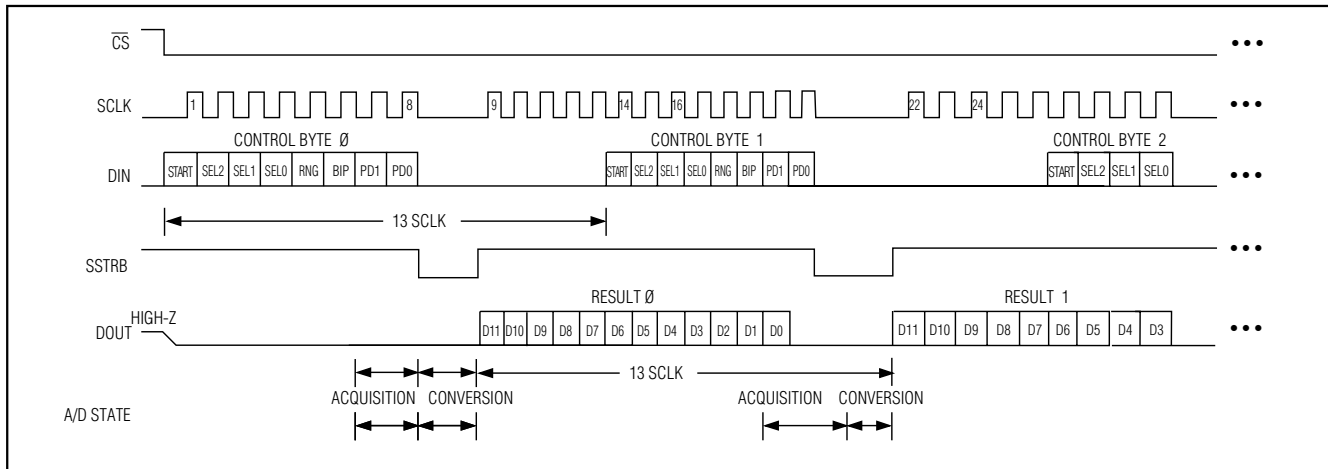 CS •••
SCLK 1 8 9 14 16 22 24 •••
CONTROL BYTE Ø CONTROL BYTE 1 CONTROL BYTE 2
DIN START SEL2 SEL1 SEL0 RNG BIP PD1 PD0 START SEL2 SEL1 SEL0 RNG BIP PD1 PD0 START SEL2 SEL1 SEL0 •••
13 SCLK
SSTRB •••
RESULT Ø RESULT 1
HIGH-Z
DOUT D11 D10 D9 D8 D7 D6 D5 D4 D3 D2 D1 D0 D11 D10 D9 D8 D7 D6 D5 D4 D3 •••
13 SCLK
ACQUISITION CONVERSION ACQUISITION CONVERSION
A/D STATE